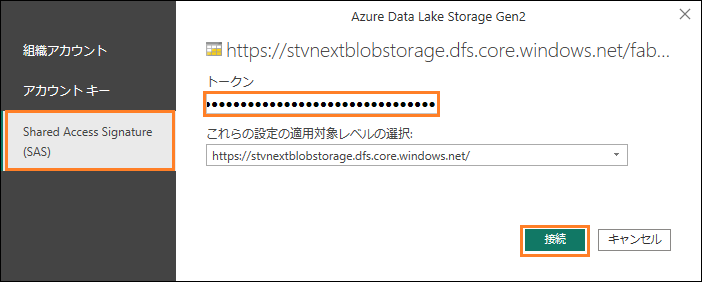 Azure Data Lake Storage Gen2
組織アカウント
アカウント キー
Shared Access Signature
(SAS)
https://stvnextblobstorage.dfs.core.windows.net/fab...
トークン
これらの設定の適用対象レベルの選択:
https://stvnextblobstorage.dfs.core.windows.net/
接続
キャンセル